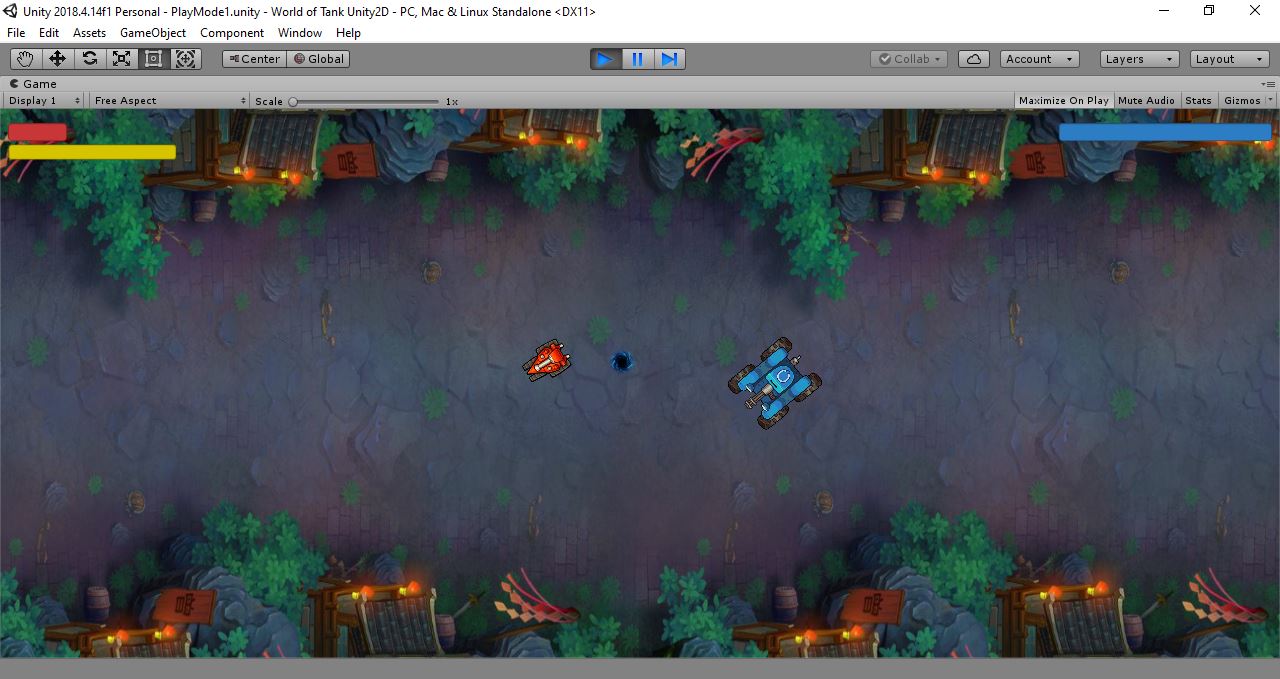 Unity 2018.4.14f1 Personal - PlayMode1.unity - World of Tank Unity2D - PC, Mac & Linux Standalone <DX11>
File Edit Assets GameObject Component Window Help
Center Global Collab Account Layers Layout
Game
Display 1 Free Aspect Scale 1x Maximize On Play Mute Audio Stats Gizmos